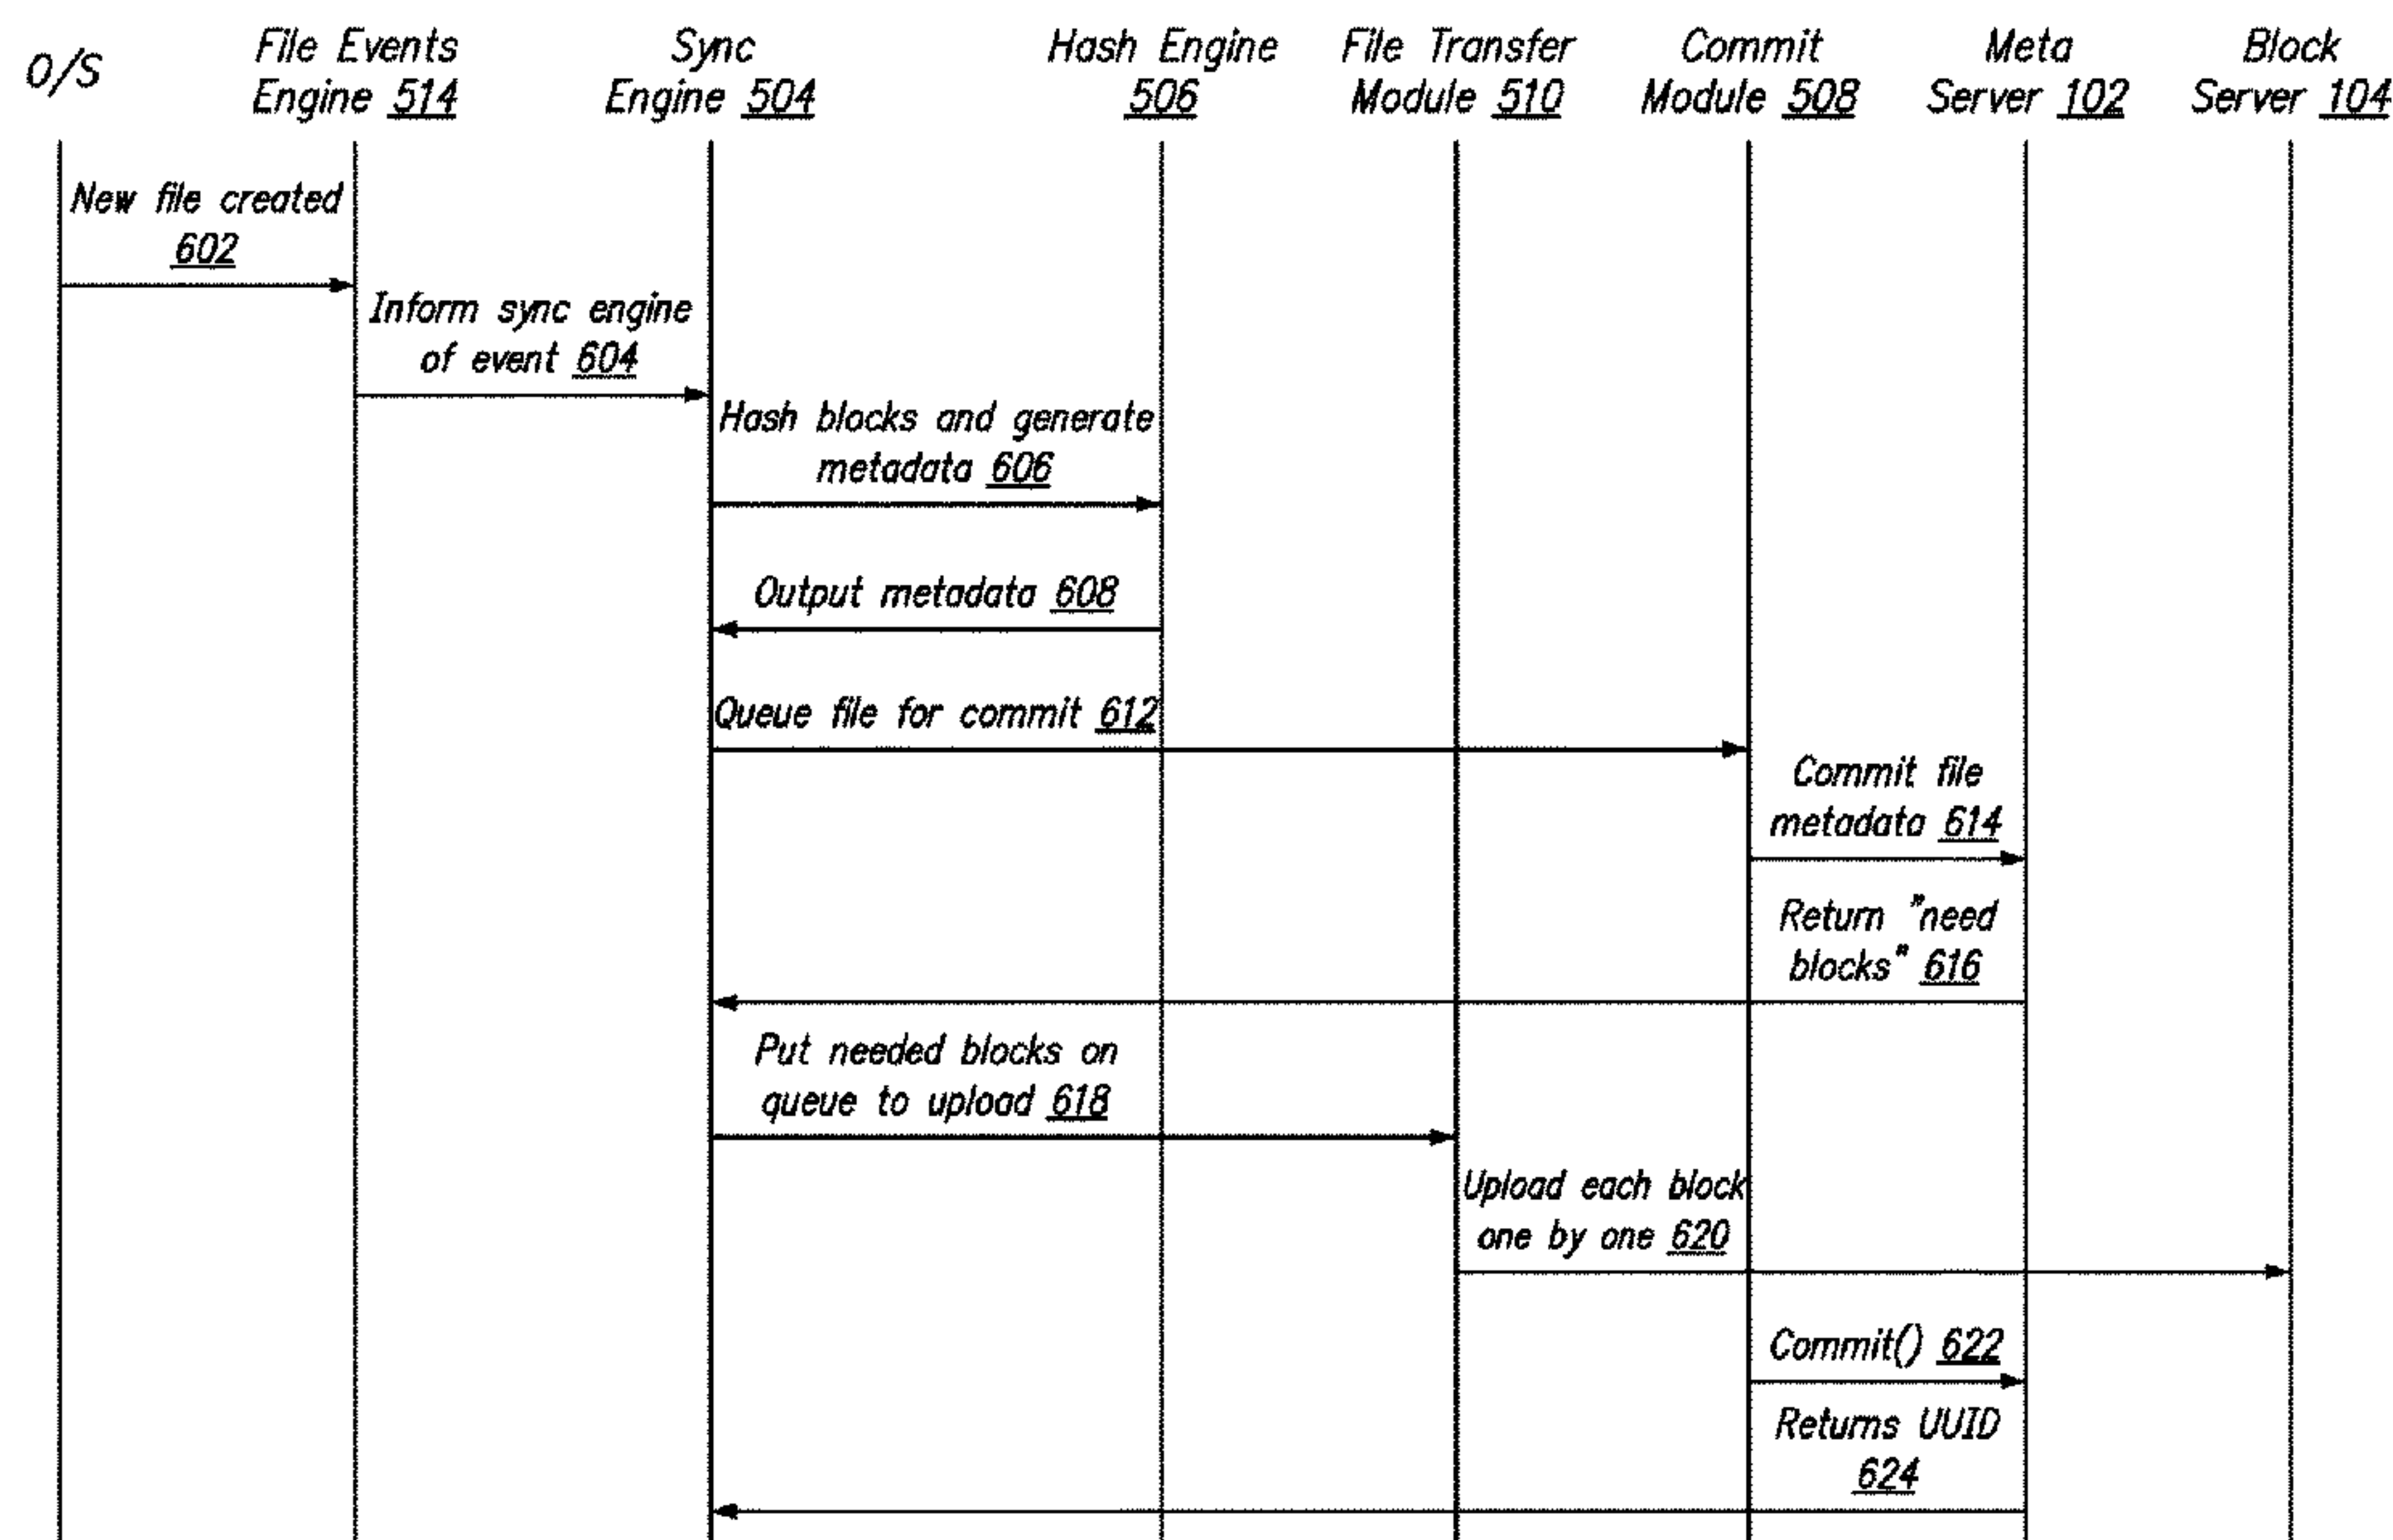 O/S
File Events
Engine 514
Sync
Engine 504
Hash Engine
506
File Transfer
Module 510
Commit
Module 508
Meta
Server 102
Block
Server 104
New file created
602
Inform sync engine
of event 604
Hash blocks and generate
metadata 606
Output metadata 608
Queue file for commit 612
Commit file
metadata 614
Return "need
blocks" 616
Put needed blocks on
queue to upload 618
Upload each block
one by one 620
Commit() 622
Returns UUID
624